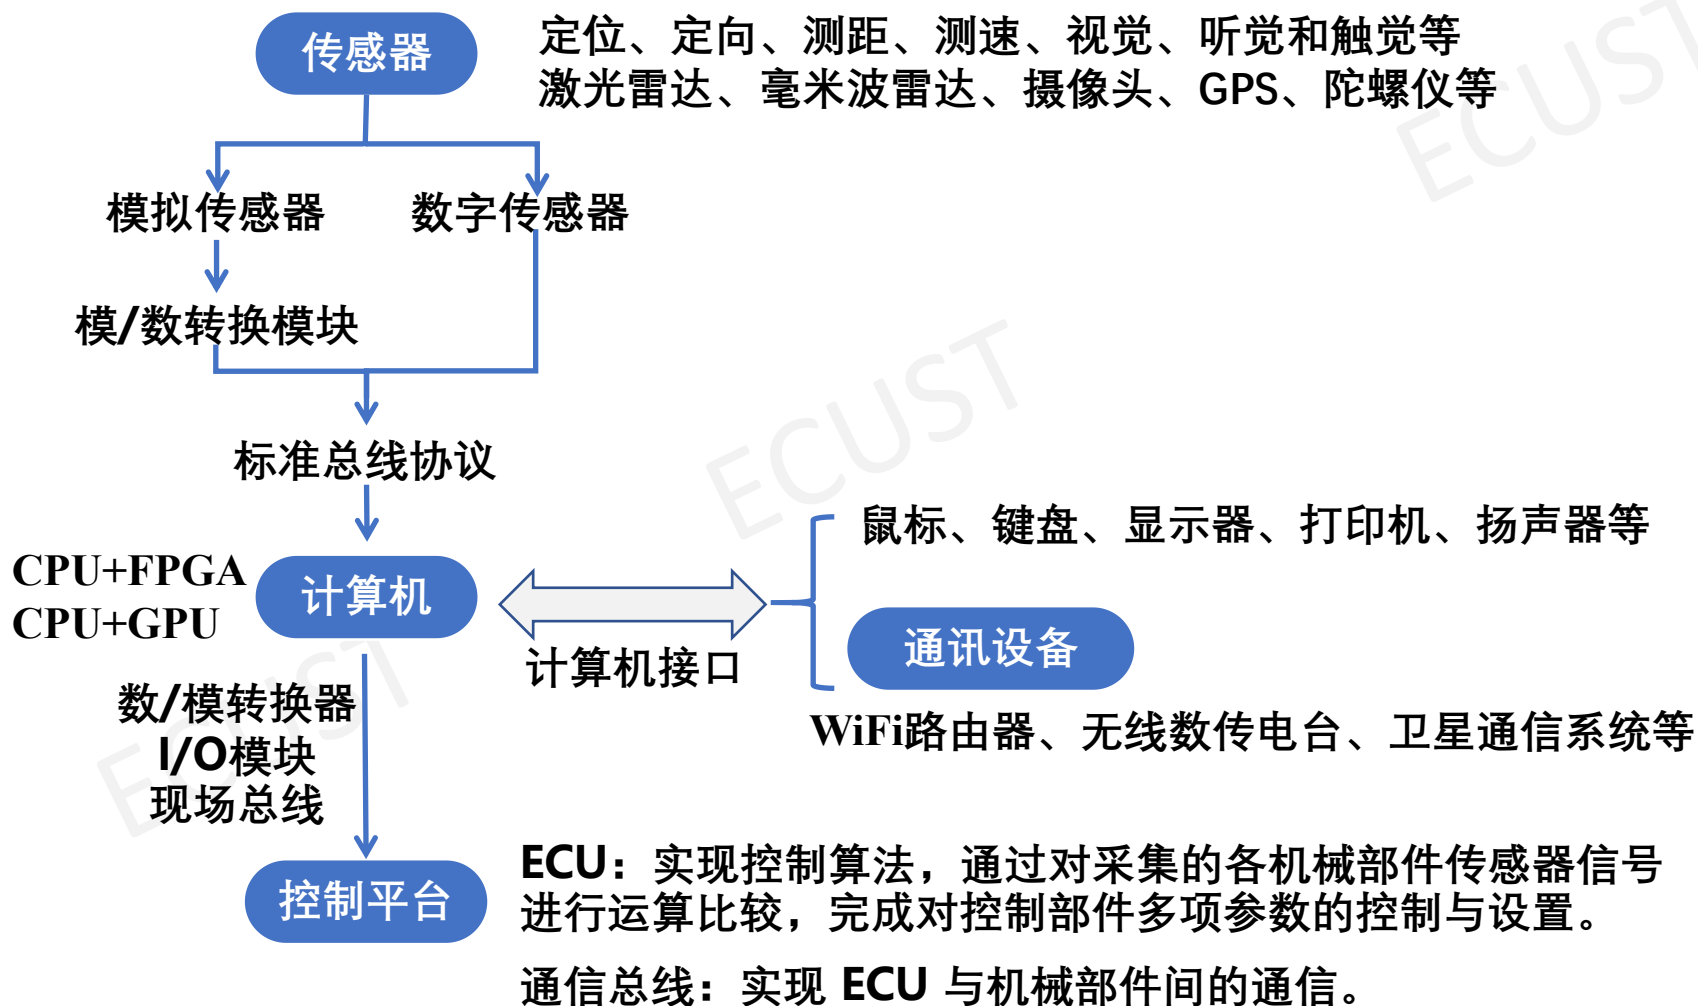 传感器
定位、定向、测距、测速、视觉、听觉和触觉等
激光雷达、毫米波雷达、摄像头、GPS、陀螺仪等
ECUST
模拟传感器
数字传感器
模/数转换模块
ECUST
标准总线协议
鼠标、键盘、显示器、打印机、扬声器等
CPU+FPGA
CPU+GPU
计算机
计算机接口
通讯设备
WiFi路由器、无线数传电台、卫星通信系统等
ECUST
数/模转换器
I/O模块
现场总线
控制平台
ECU：实现控制算法，通过对采集的各机械部件传感器信号
进行运算比较，完成对控制部件多项参数的控制与设置。
通信总线：实现 ECU 与机械部件间的通信。